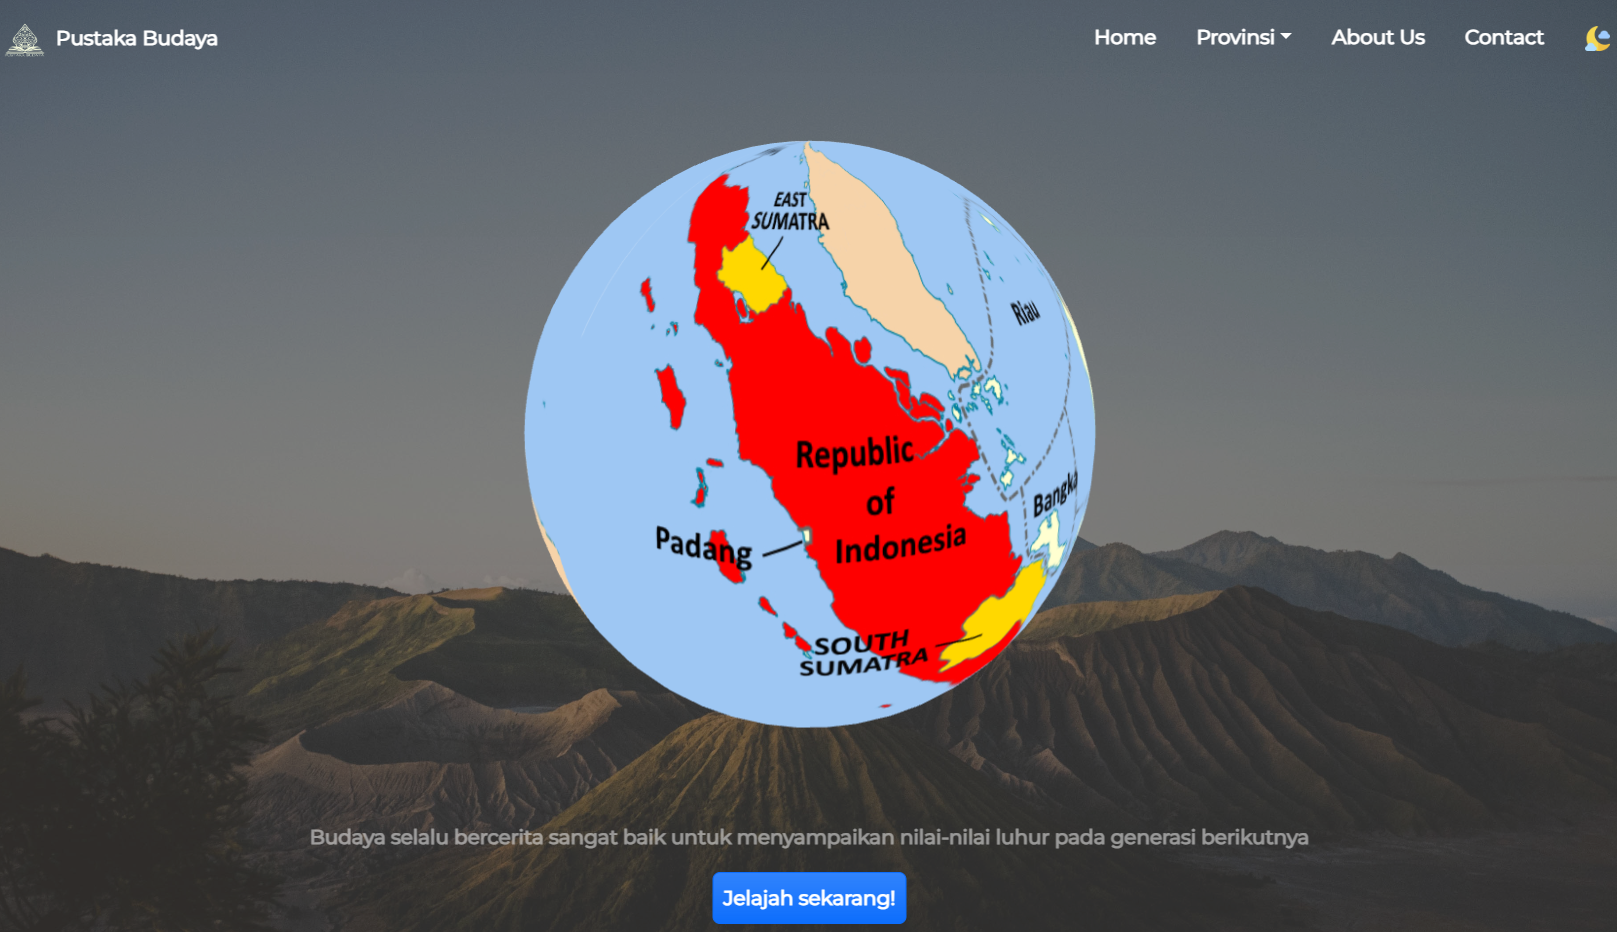 Pustaka Budaya
Home
Provinsi
About Us
Contact
EAST
SUMATRA
Riau
Republic
of
Indonesia
Bangka
Padang
SOUTH
SUMATRA
Budaya selalu bercerita sangat baik untuk menyampaikan nilai-nilai luhur pada generasi berikutnya
Jelajah sekarang!